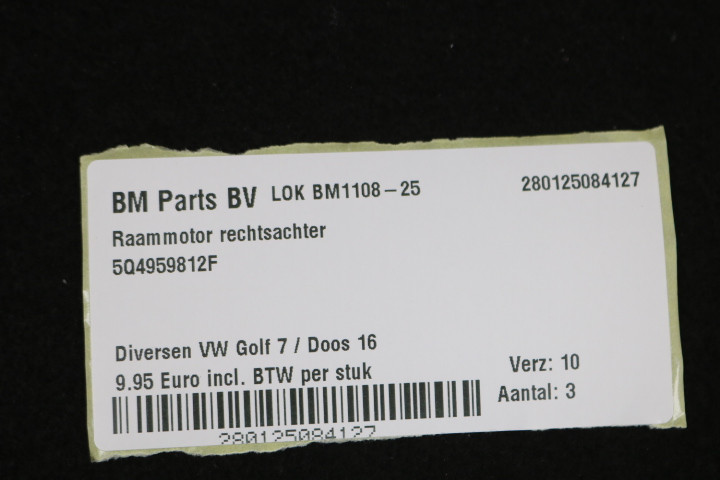 BM Parts BV LOK BM1108-25 280125084127
Raammotor rechtsachter
5Q4959812F
Diversen VW Golf 7 / Doos 16
9.95 Euro incl. BTW per stuk
Verz: 10
Aantal: 3
280125084127